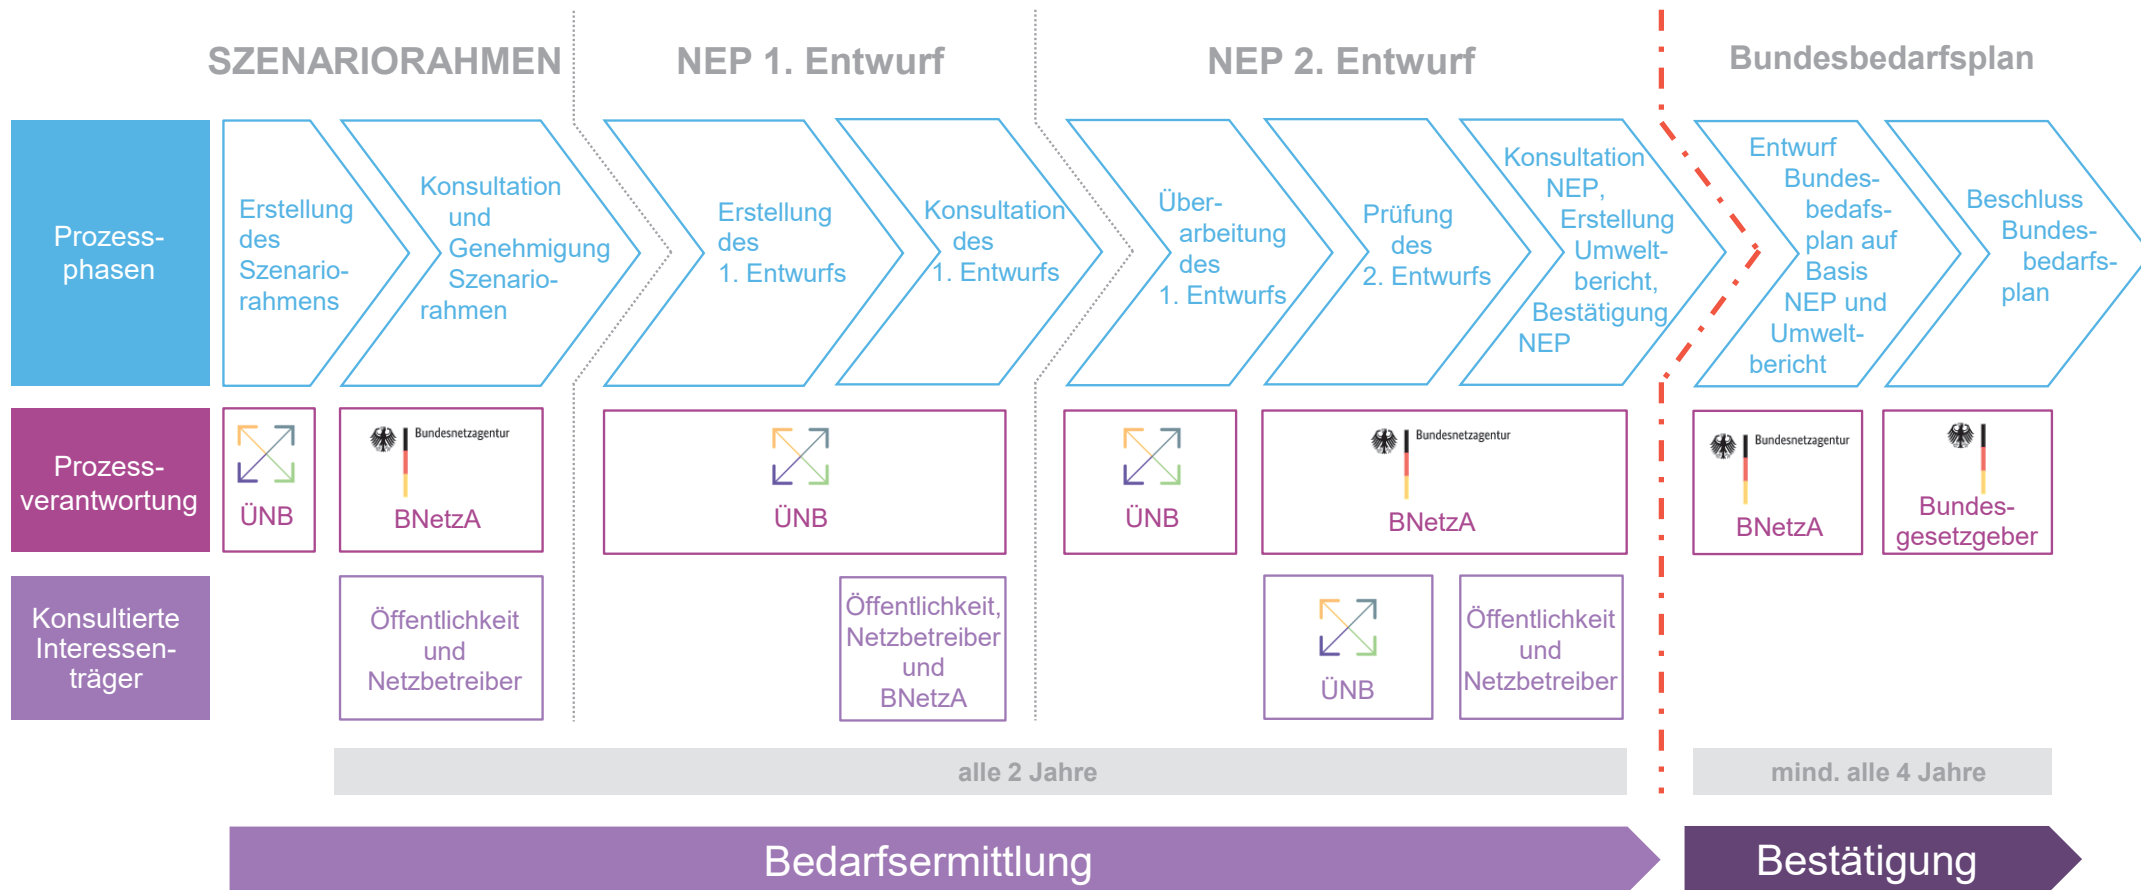 SZENARIORAHMEN
NEP 1. Entwurf
NEP 2. Entwurf
Bundesbedarfsplan
Prozess-
phasen
Erstellung
des
Szenario-
rahmens
Konsultation
und
Genehmigung
Szenario-
rahmen
Erstellung
des
1. Entwurfs
Konsultation
des
1. Entwurfs
Über-
arbeitung
des
1. Entwurfs
Prüfung
des
2. Entwurfs
Konsultation
NEP,
Erstellung
Umwelt-
bericht,
Bestätigung
NEP
Entwurf
Bundes-
bedafs-
plan auf
Basis
NEP und
Umwelt-
bericht
Beschluss
Bundes-
bedarfs-
plan
Prozess-
verantwortung
ÜNB
Bundesnetzagentur
BNetzA
ÜNB
ÜNB
Bundesnetzagentur
BNetzA
Bundesnetzagentur
BNetzA
Bundes-
gesetzgeber
Konsultierte
Interessen-
träger
Öffentlichkeit
und
Netzbetreiber
Öffentlichkeit,
Netzbetreiber
und
BNetzA
ÜNB
Öffentlichkeit
und
Netzbetreiber
alle 2 Jahre
mind. alle 4 Jahre
Bedarfsermittlung
Bestätigung